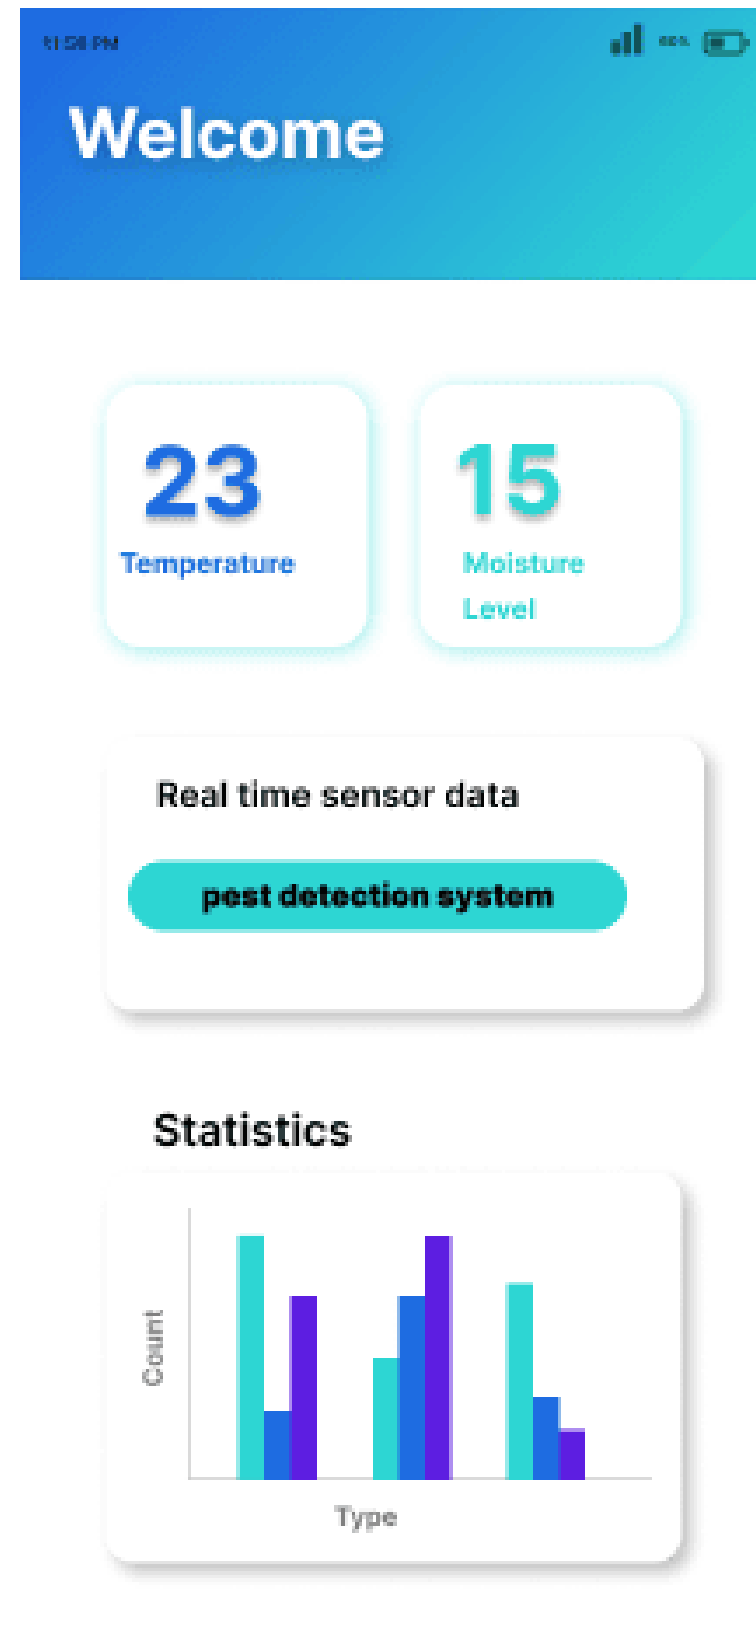 Welcome
23
15
Temperature
Moisture
Level
Real time sensor data
pest detection system
Statistics
Count
Type